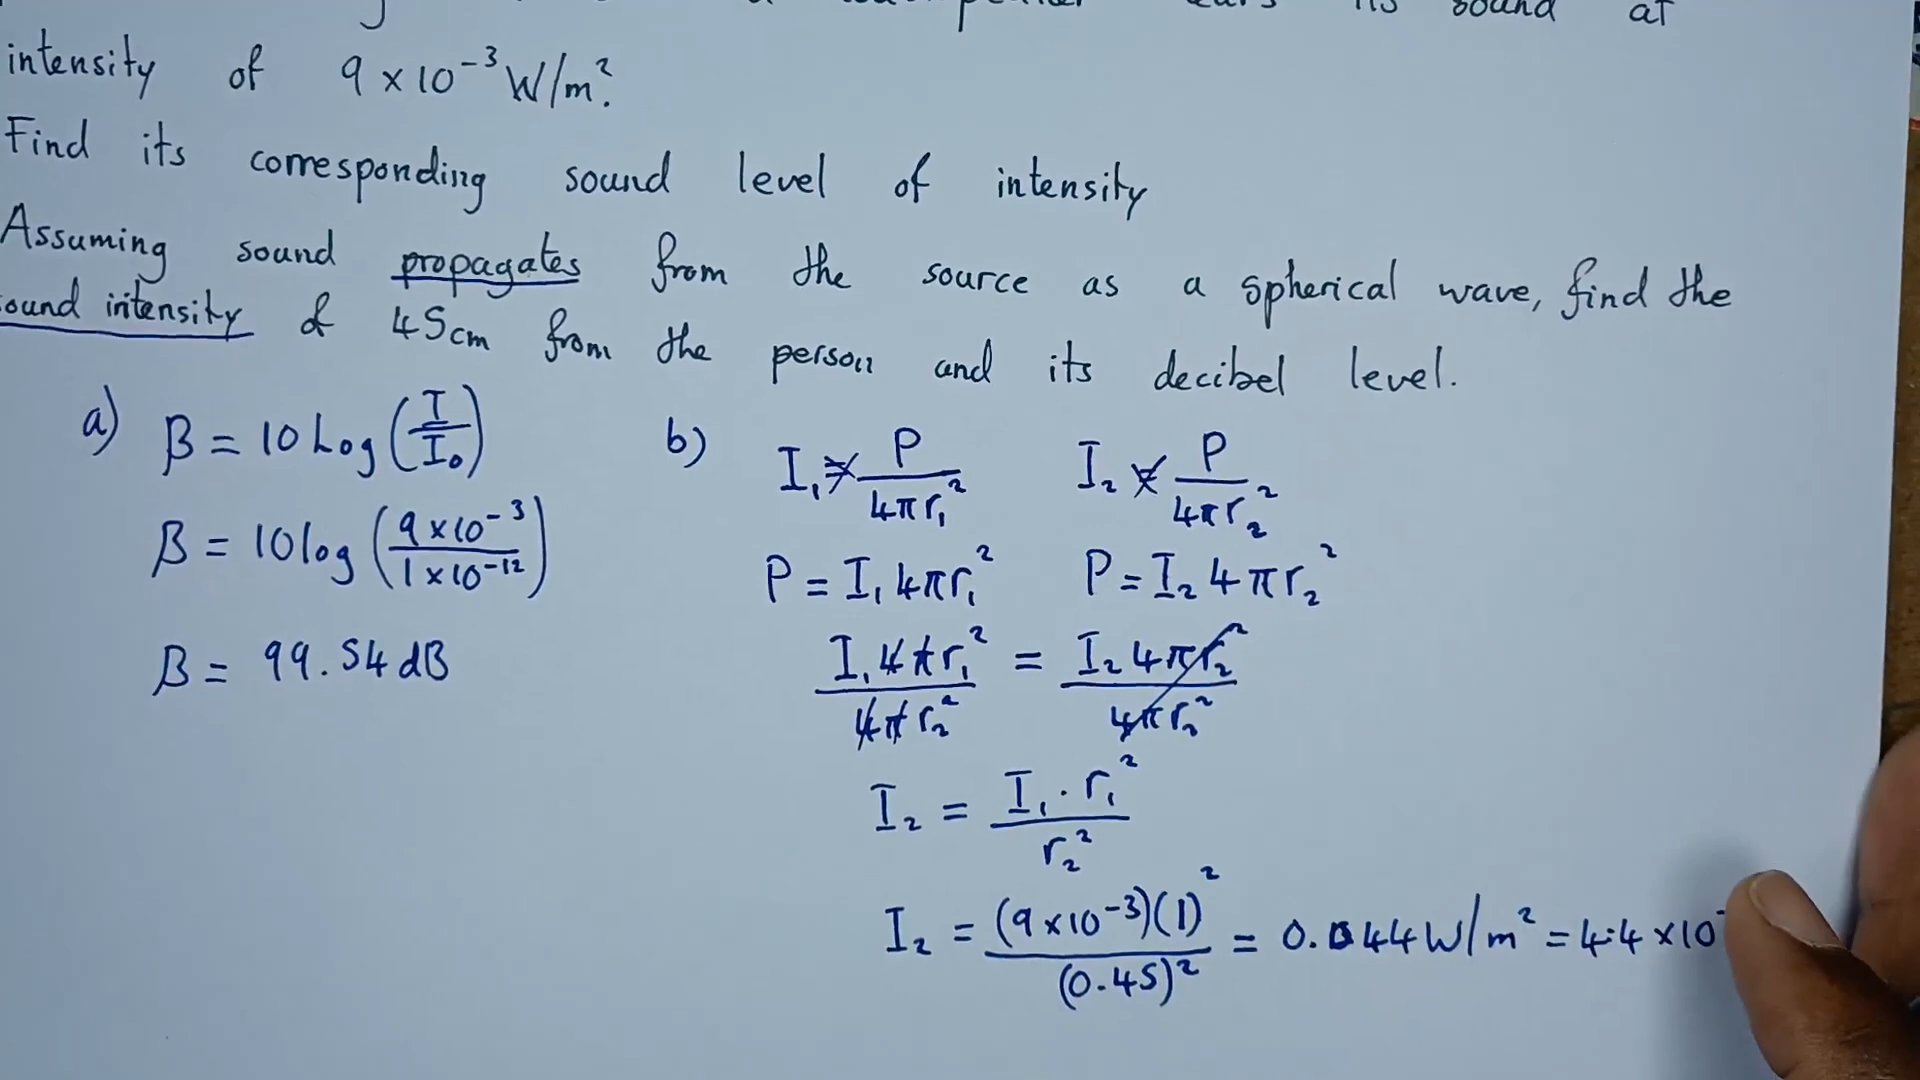 its sound at
intensity of 9 x 10⁻³ W/m².
Find its corresponding sound level of intensity
Assuming sound propagates from the source as a spherical wave, find the
sound intensity of 45cm from the person and its decibel level.
a) β = 10 Log (I/I₀)
β = 10log (9 x 10⁻³ / 1 x 10⁻¹²)
β = 99.54 dB
b) I₁ = P/4πr₁² I₂ = P/4πr₂²
P = I₁ 4πr₁² P = I₂ 4πr₂²
I₁ 4πr₁² / 4πr₂² = I₂ 4πr₂² / 4πr₂²
I₂ = I₁ · r₁² / r₂²
I₂ = (9 x 10⁻³)(1)² / (0.45)² = 0.044 W/m² = 4.4 x 10⁻